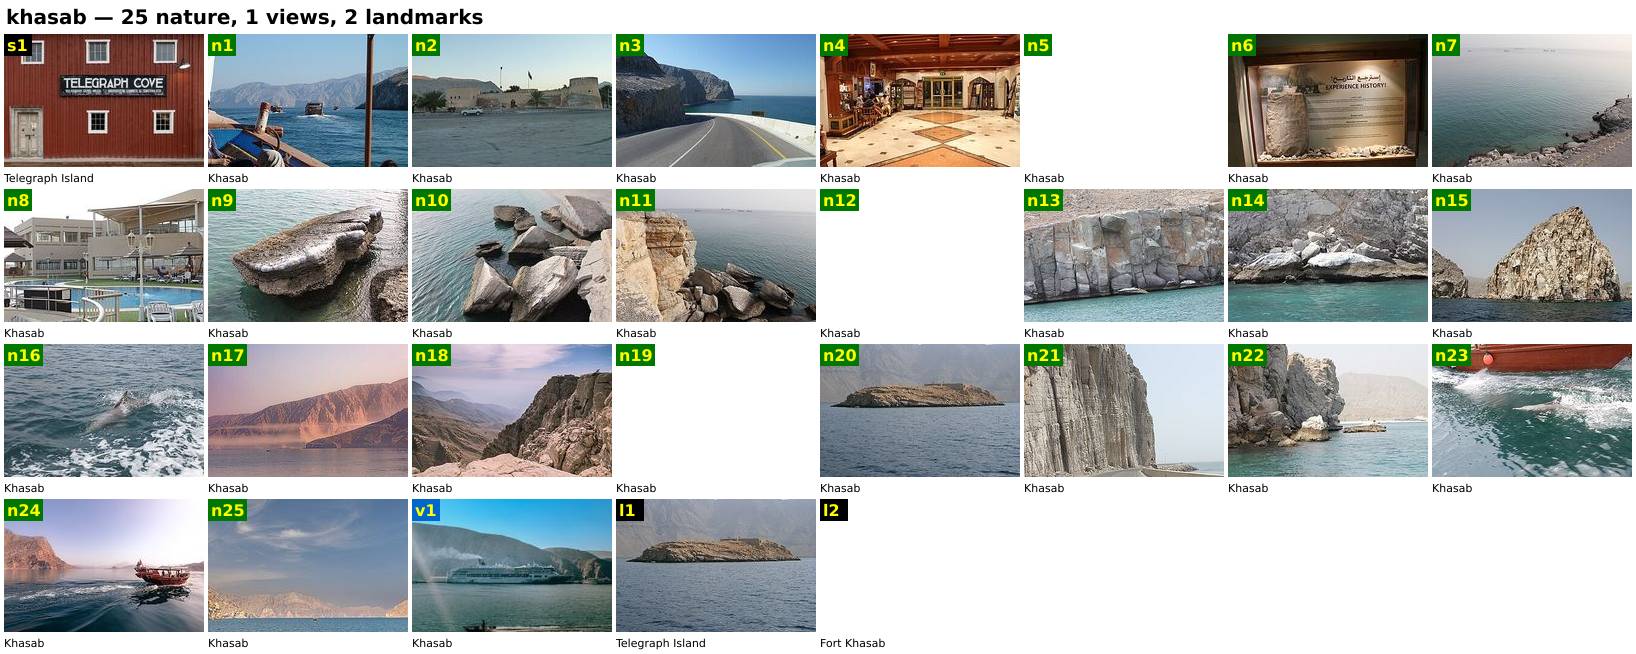 khasab — 25 nature, 1 views, 2 landmarks
s1 n1 n2 n3 n4 n5 n6 n7
TELEGRAPH COVE
إسترجع التاريخ!
EXPERIENCE HISTORY!
Telegraph Island Khasab Khasab Khasab Khasab Khasab Khasab Khasab
n8 n9 n10 n11 n12 n13 n14 n15
Khasab Khasab Khasab Khasab Khasab Khasab Khasab Khasab
n16 n17 n18 n19 n20 n21 n22 n23
Khasab Khasab Khasab Khasab Khasab Khasab Khasab Khasab
n24 n25 v1 l1 l2
Khasab Khasab Khasab Telegraph Island Fort Khasab